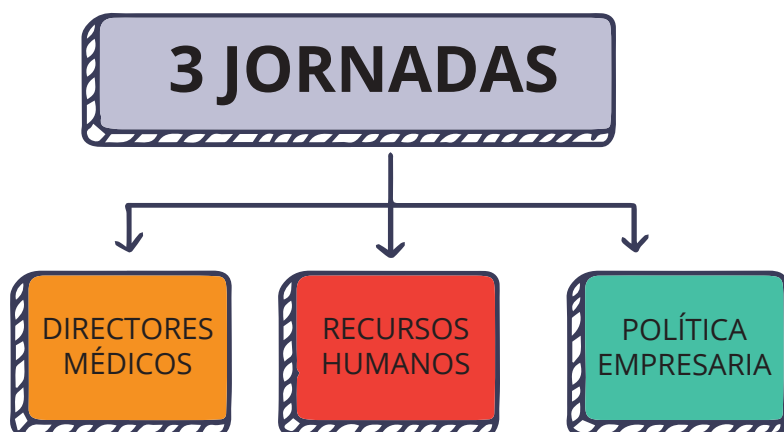 3 JORNADAS
DIRECTORES
MÉDICOS
RECURSOS
HUMANOS
POLÍTICA
EMPRESARIA